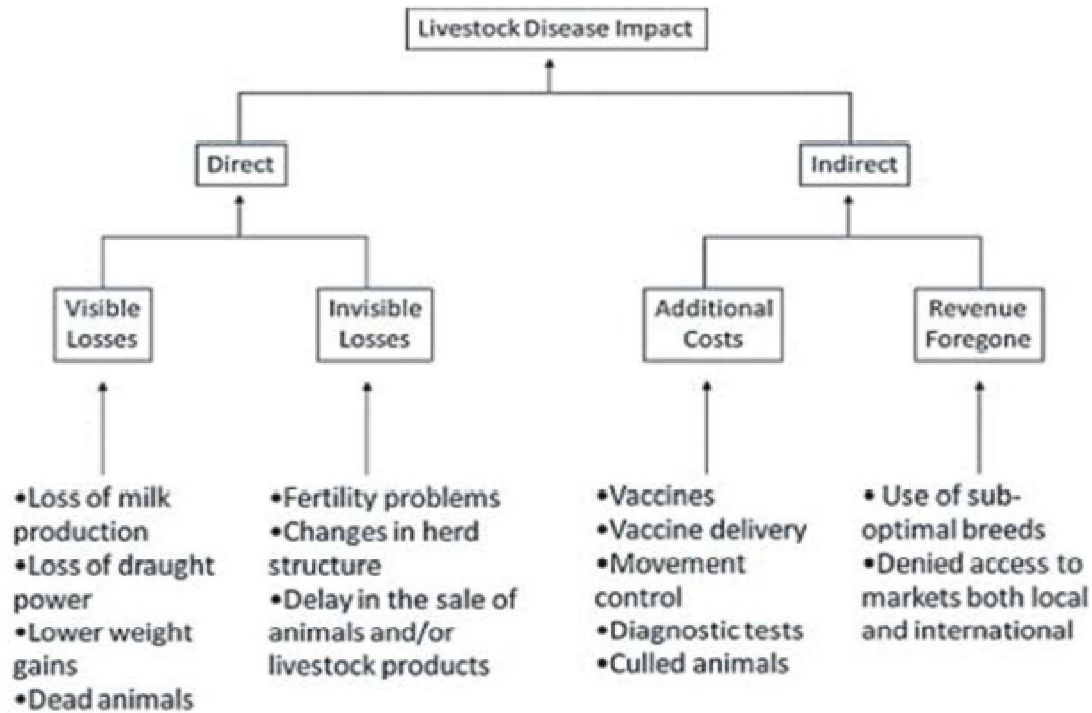 Livestock Disease Impact
Direct
Indirect
Visible
Losses
Invisible
Losses
Additional
Costs
Revenue
Foregone
•Loss of milk
production
•Loss of draught
power
•Lower weight
gains
•Dead animals
•Fertility problems
•Changes in herd
structure
•Delay in the sale of
animals and/or
livestock products
•Vaccines
•Vaccine delivery
•Movement
control
•Diagnostic tests
•Culled animals
• Use of sub-
optimal breeds
•Denied access to
markets both local
and international